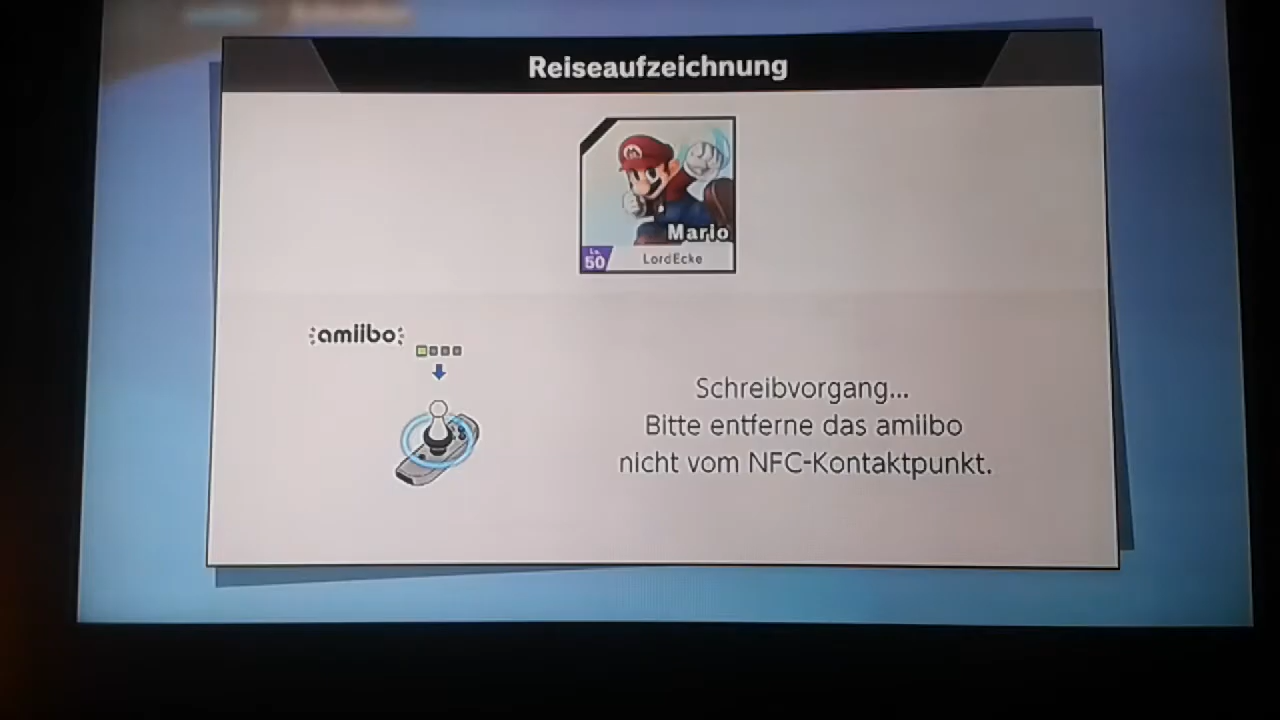 Reiseaufzeichnung
Mario
Lv.
50
LordEcke
amiibo
Schreibvorgang...
Bitte entferne das amiibo
nicht vom NFC-Kontaktpunkt.